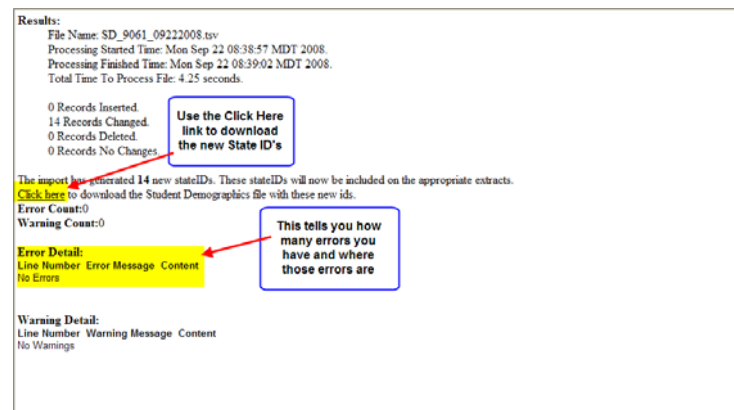 Results:
File Name: SD_9061_09222008.tsv
Processing Started Time: Mon Sep 22 08:38:57 MDT 2008.
Processing Finished Time: Mon Sep 22 08:39:02 MDT 2008.
Total Time To Process File: 4.25 seconds.
0 Records Inserted.
14 Records Changed.
0 Records Deleted.
0 Records No Changes.
Use the Click Here
link to download
the new State ID's
The import has generated 14 new stateIDs. These stateIDs will now be included on the appropriate extracts.
Click here to download the Student Demographics file with these new ids.
Error Count:0
Warning Count:0
This tells you how
many errors you
have and where
those errors are
Error Detail:
Line Number Error Message Content
No Errors
Warning Detail:
Line Number Warning Message Content
No Warnings